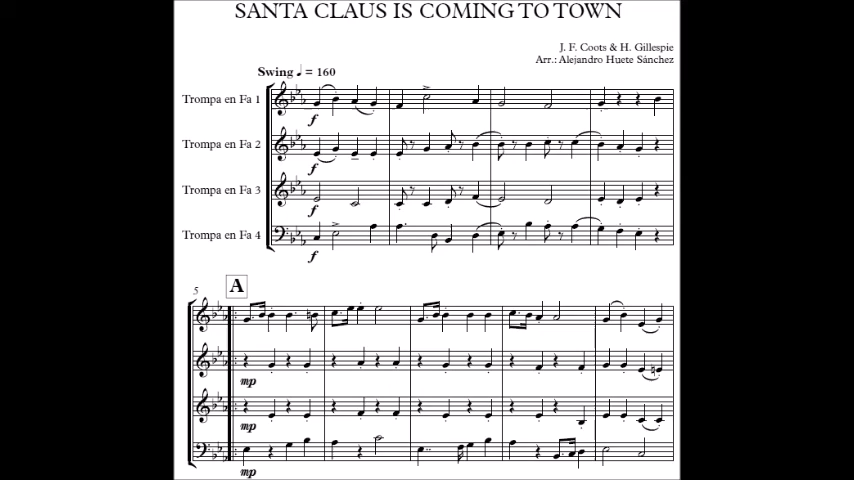 SANTA CLAUS IS COMING TO TOWN
J. F. Coots & H. Gillespie
Arr.: Alejandro Huete Sánchez
Swing ♩ = 160
Trompa en Fa 1
f
Trompa en Fa 2
f
Trompa en Fa 3
f
Trompa en Fa 4
f
5
A
mp
mp
mp